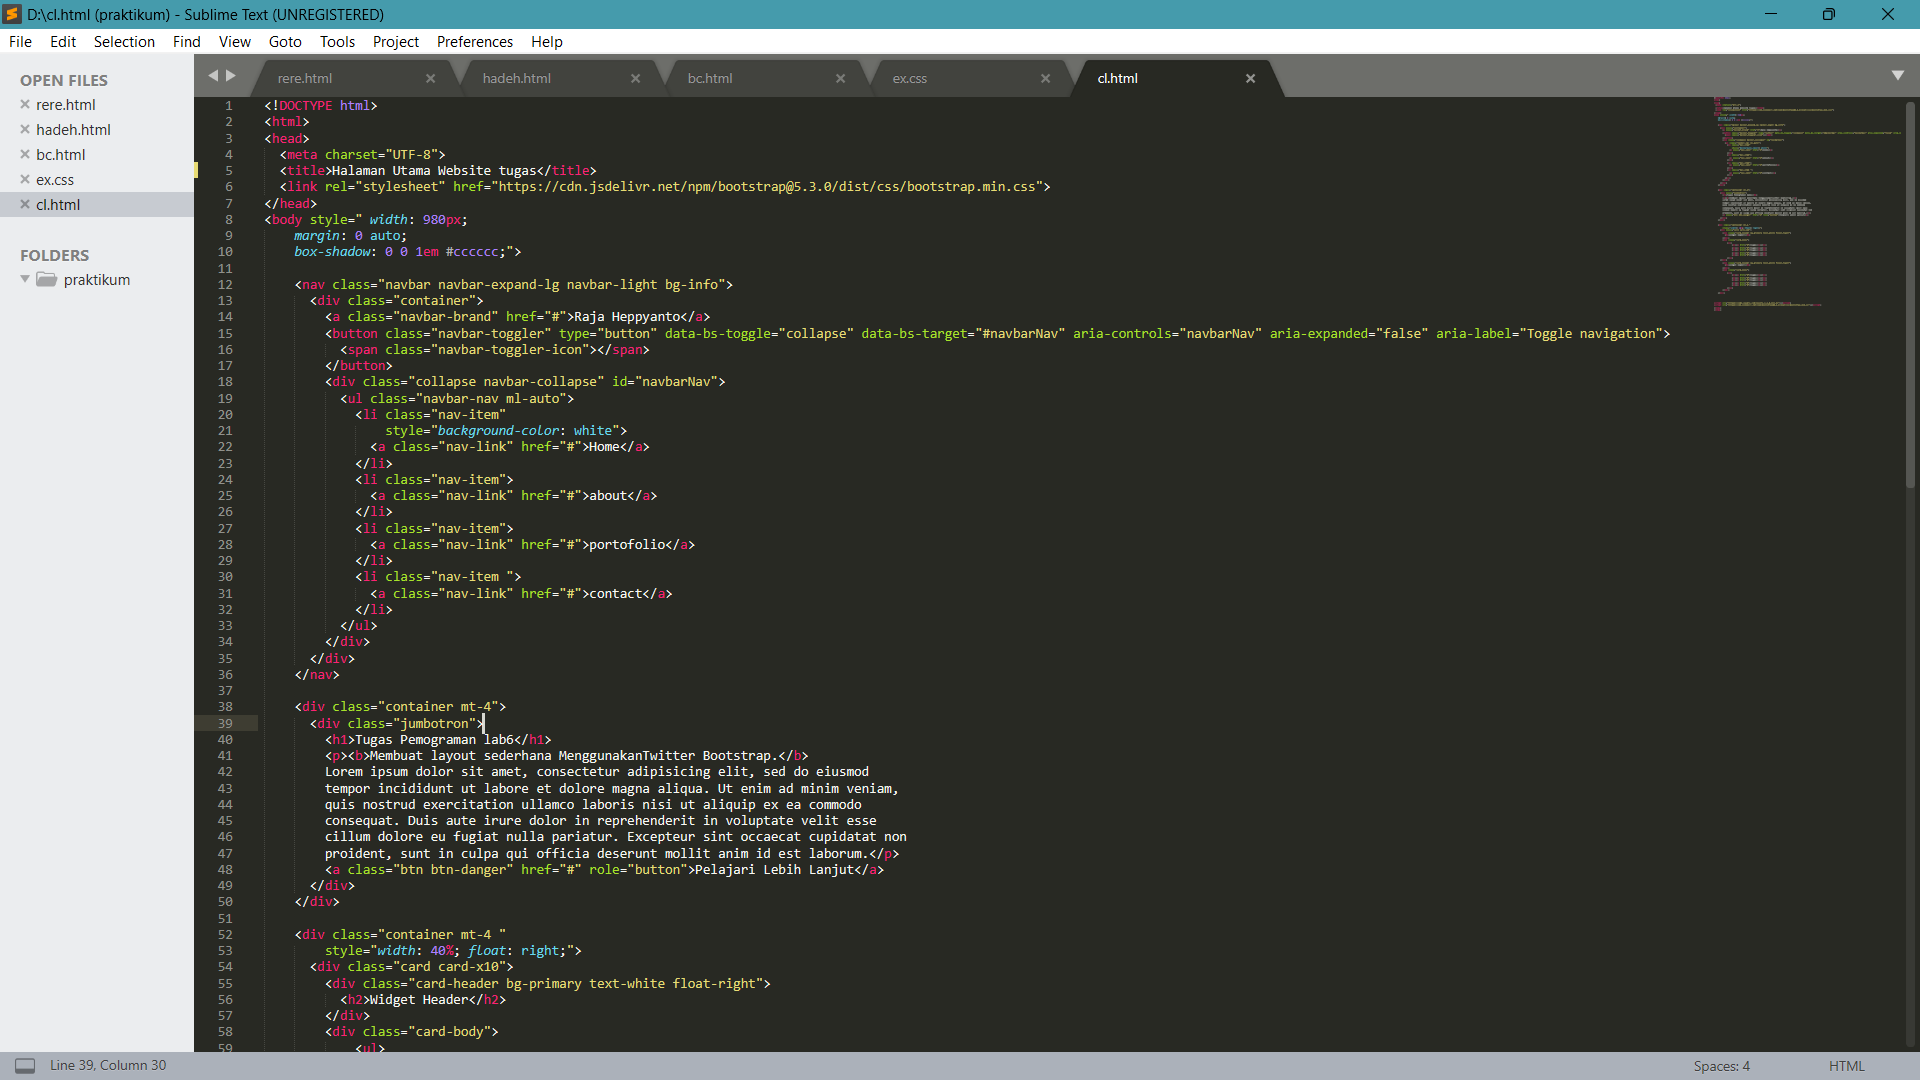 D:\cl.html (praktikum) - Sublime Text (UNREGISTERED)
File Edit Selection Find View Goto Tools Project Preferences Help
OPEN FILES
rere.html
hadeh.html
bc.html
ex.css
cl.html
FOLDERS
praktikum
rere.html hadeh.html bc.html ex.css cl.html
1 <!DOCTYPE html>
2 <html>
3 <head>
4 <meta charset="UTF-8">
5 <title>Halaman Utama Website tugas</title>
6 <link rel="stylesheet" href="https://cdn.jsdelivr.net/npm/bootstrap@5.3.0/dist/css/bootstrap.min.css">
7 </head>
8 <body style=" width: 980px;
9 margin: 0 auto;
10 box-shadow: 0 0 1em #cccccc;">
11
12 <nav class="navbar navbar-expand-lg navbar-light bg-info">
13 <div class="container">
14 <a class="navbar-brand" href="#">Raja Heppyanto</a>
15 <button class="navbar-toggler" type="button" data-bs-toggle="collapse" data-bs-target="#navbarNav" aria-controls="navbarNav" aria-expanded="false" aria-label="Toggle navigation">
16 <span class="navbar-toggler-icon"></span>
17 </button>
18 <div class="collapse navbar-collapse" id="navbarNav">
19 <ul class="navbar-nav ml-auto">
20 <li class="nav-item"
21 style="background-color: white">
22 <a class="nav-link" href="#">Home</a>
23 </li>
24 <li class="nav-item">
25 <a class="nav-link" href="#">about</a>
26 </li>
27 <li class="nav-item">
28 <a class="nav-link" href="#">portofolio</a>
29 </li>
30 <li class="nav-item ">
31 <a class="nav-link" href="#">contact</a>
32 </li>
33 </ul>
34 </div>
35 </div>
36 </nav>
37
38 <div class="container mt-4">
39 <div class="jumbotron">
40 <h1>Tugas Pemograman lab6</h1>
41 <p><b>Membuat layout sederhana MenggunakanTwitter Bootstrap.</b>
42 Lorem ipsum dolor sit amet, consectetur adipisicing elit, sed do eiusmod
43 tempor incididunt ut labore et dolore magna aliqua. Ut enim ad minim veniam,
44 quis nostrud exercitation ullamco laboris nisi ut aliquip ex ea commodo
45 consequat. Duis aute irure dolor in reprehenderit in voluptate velit esse
46 cillum dolore eu fugiat nulla pariatur. Excepteur sint occaecat cupidatat non
47 proident, sunt in culpa qui officia deserunt mollit anim id est laborum.</p>
48 <a class="btn btn-danger" href="#" role="button">Pelajari Lebih Lanjut</a>
49 </div>
50 </div>
51
52 <div class="container mt-4 "
53 style="width: 40%; float: right;">
54 <div class="card card-x10">
55 <div class="card-header bg-primary text-white float-right">
56 <h2>Widget Header</h2>
57 </div>
58 <div class="card-body">
59 <ul>
Line 39, Column 30
Spaces: 4
HTML